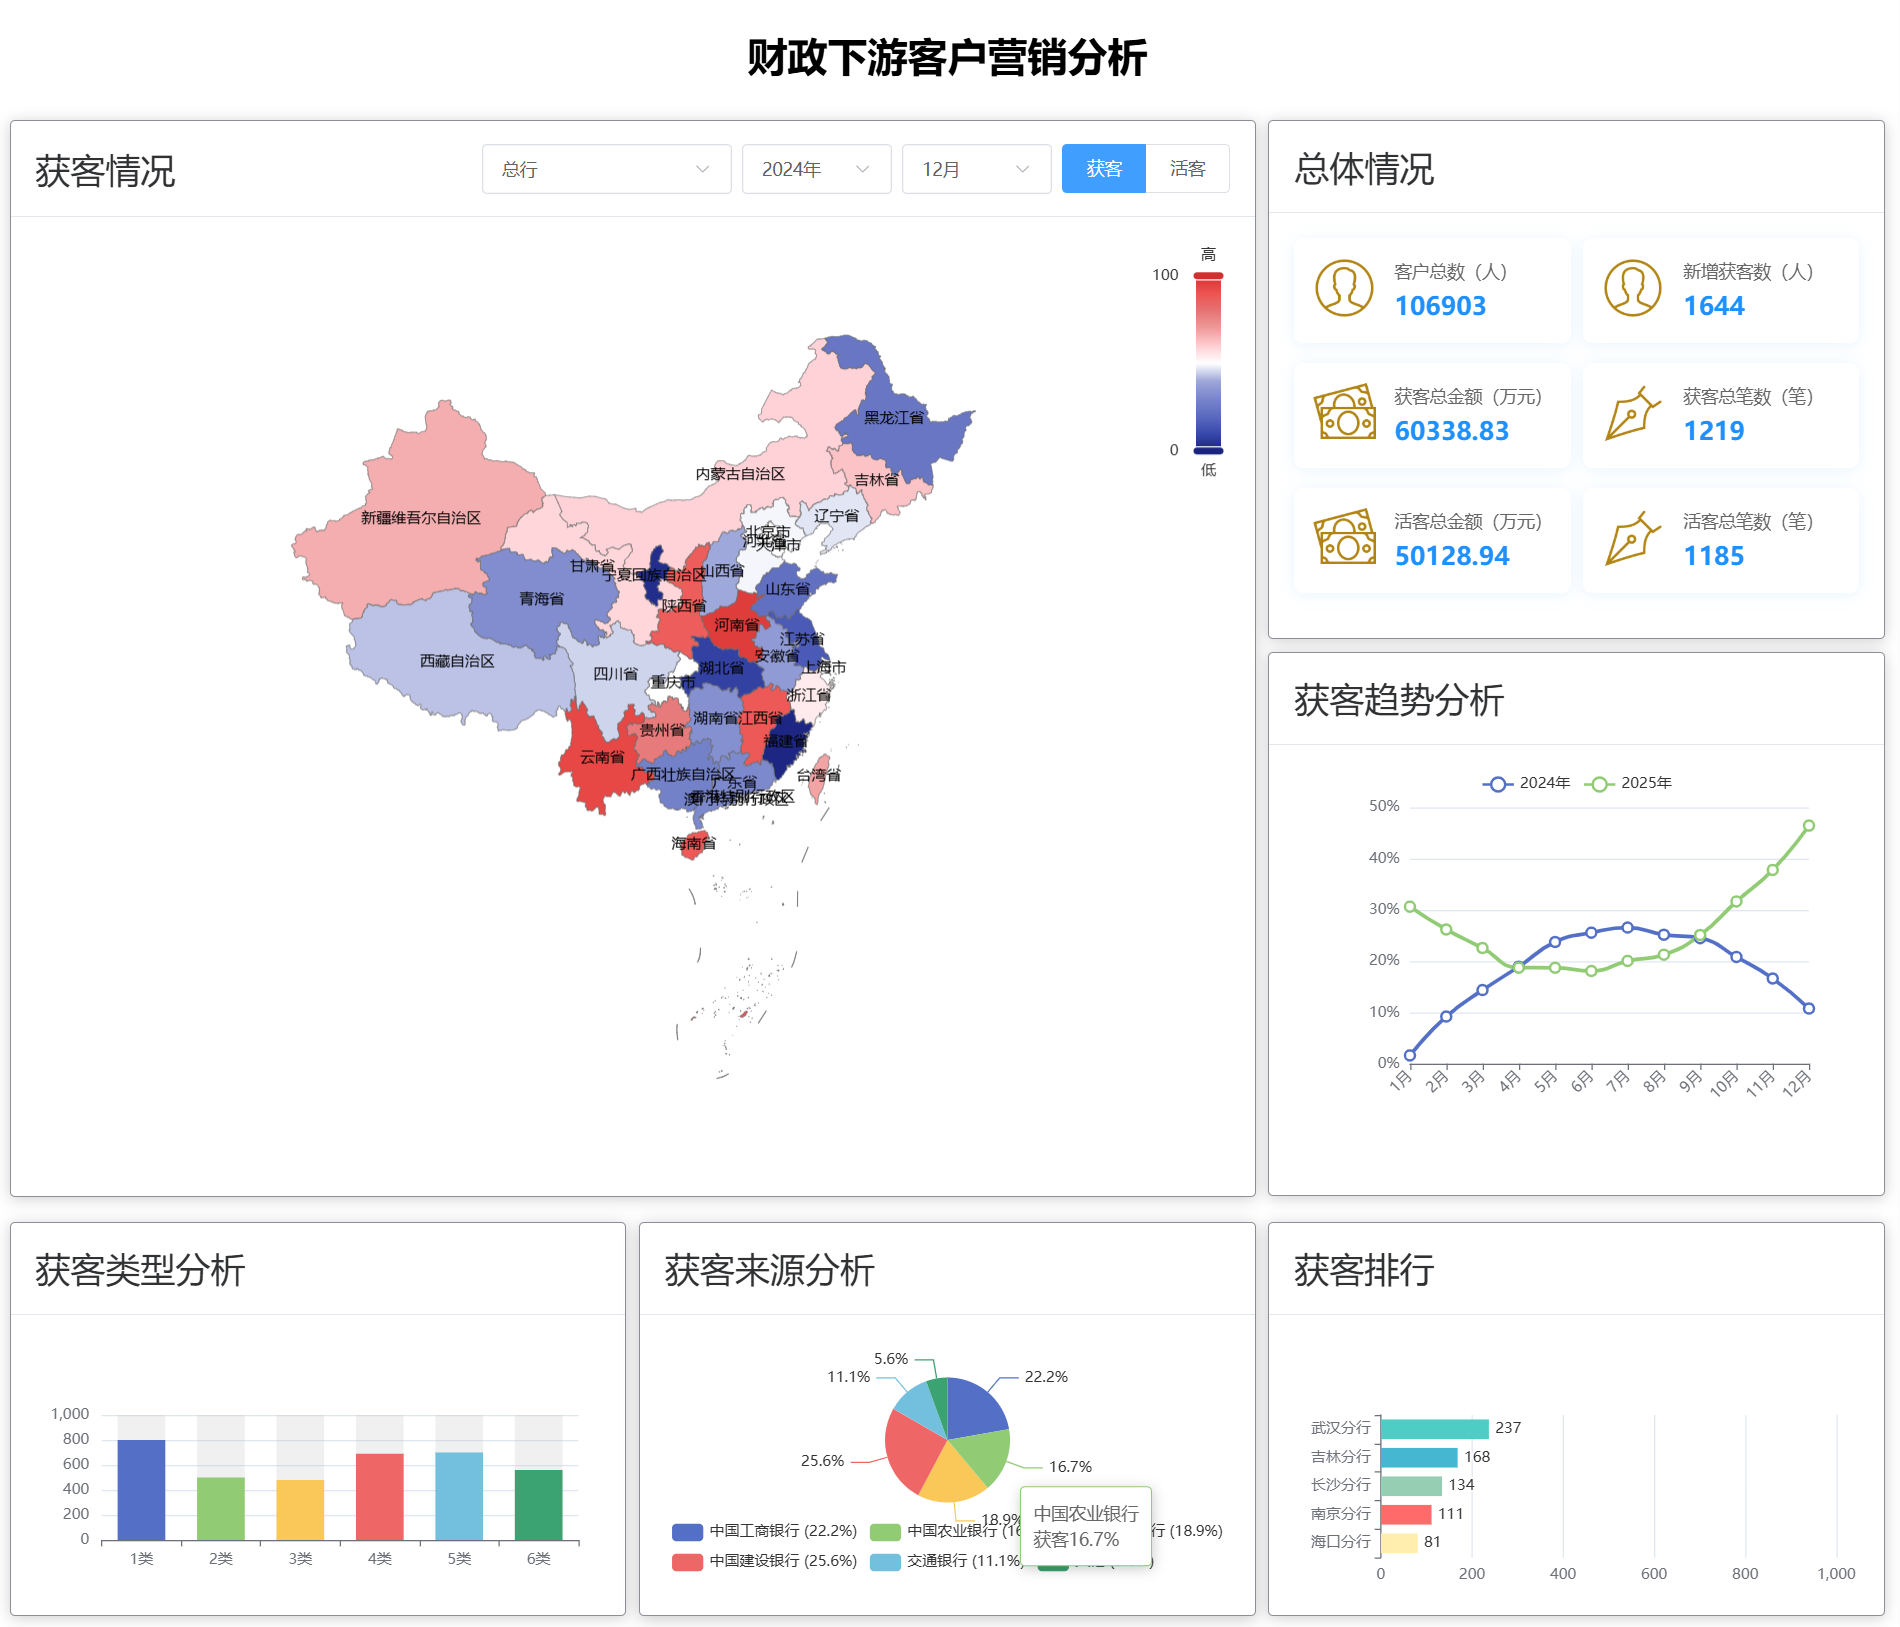 财政下游客户营销分析
获客情况
总行
2024年
12月
获客
活客
高
100
0
低
黑龙江省
内蒙古自治区
吉林省
新疆维吾尔自治区
辽宁省
北京市
河北省
天津市
甘肃省
宁夏回族自治区
山西省
山东省
青海省
陕西省
河南省
江苏省
安徽省
西藏自治区
四川省
湖北省
上海市
重庆市
浙江省
湖南省
江西省
贵州省
福建省
云南省
广西壮族自治区
广东省
台湾省
香港特别行政区
澳门特别行政区
海南省
总体情况
客户总数（人）
106903
新增获客数（人）
1644
获客总金额（万元）
60338.83
获客总笔数（笔）
1219
活客总金额（万元）
50128.94
活客总笔数（笔）
1185
获客趋势分析
2024年
2025年
50%
40%
30%
20%
10%
0%
1月
2月
3月
4月
5月
6月
7月
8月
9月
10月
11月
12月
获客类型分析
1,000
800
600
400
200
0
1类
2类
3类
4类
5类
6类
获客来源分析
5.6%
11.1%
22.2%
25.6%
16.7%
18.9%
中国农业银行
获客16.7%
中国工商银行 (22.2%)
中国农业银行 (16
行 (18.9%)
中国建设银行 (25.6%)
交通银行 (11.1%)
获客排行
武汉分行
237
吉林分行
168
长沙分行
134
南京分行
111
海口分行
81
0
200
400
600
800
1,000